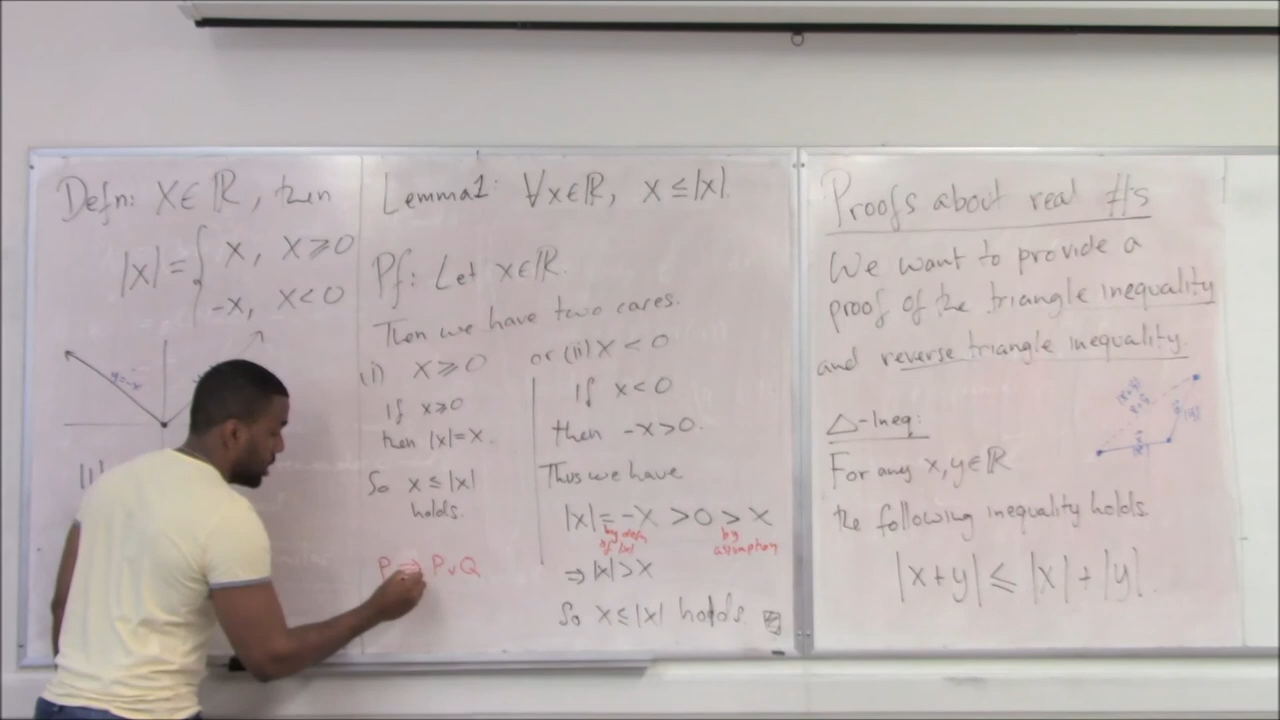 Defn: x∈ℝ, then
|x| = { x, x≥0
-x, x<0
y=-x
Lemma1: ∀x∈ℝ, x≤|x|.
Pf: Let x∈ℝ.
Then we have two cases.
(i) x≥0
If x≥0
then |x|=x.
So x≤|x|
holds.
P⇒P∨Q
or (ii) x<0
If x<0
then -x>0.
Thus we have
|x|=-x>0>x
by defn of |x|
by asumption
⇒|x|>x
So x≤|x| holds.
Proofs about real #s
We want to provide a
proof of the triangle inequality
and reverse triangle inequality.
△-Ineq:
For any x,y∈ℝ
the following inequality holds.
|x+y|≤|x|+|y|.